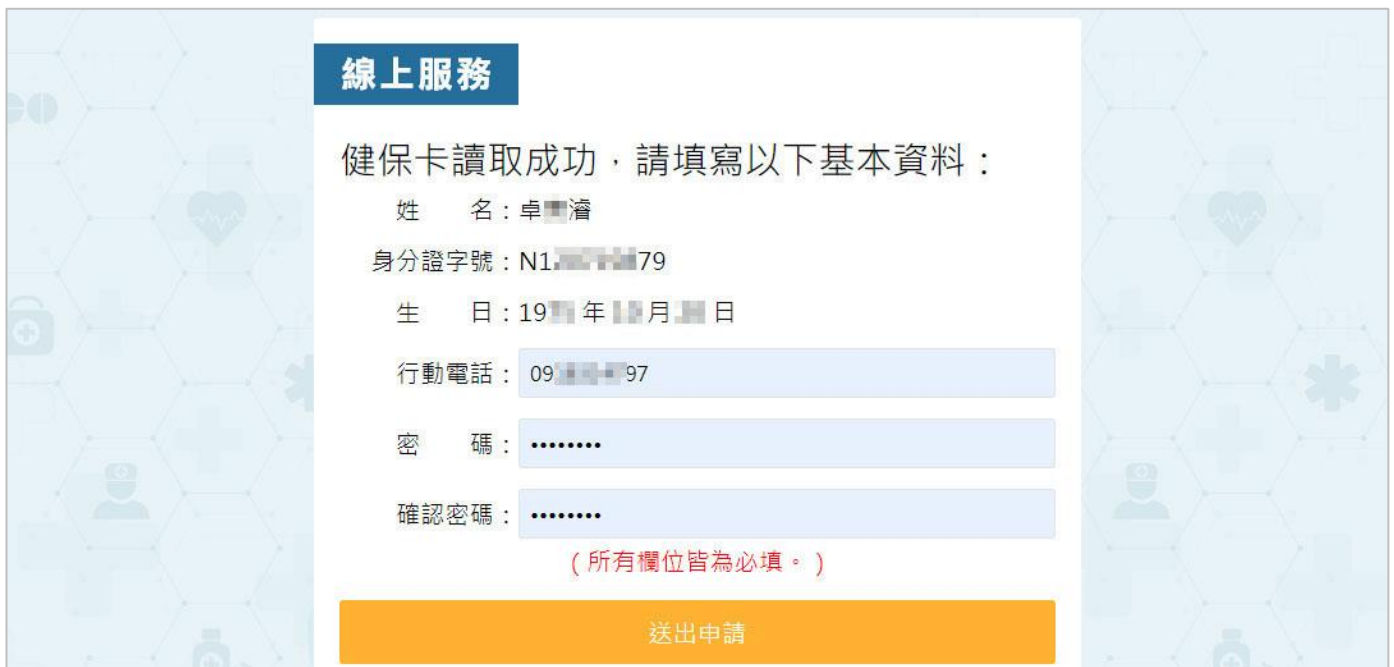 線上服務
健保卡讀取成功，請填寫以下基本資料：
姓 名：卓 濬
身分證字號：N1 79
生 日：19 年 月 日
行動電話： 09 97
密 碼： ••••••••
確認密碼： ••••••••
(所有欄位皆為必填。)
送出申請